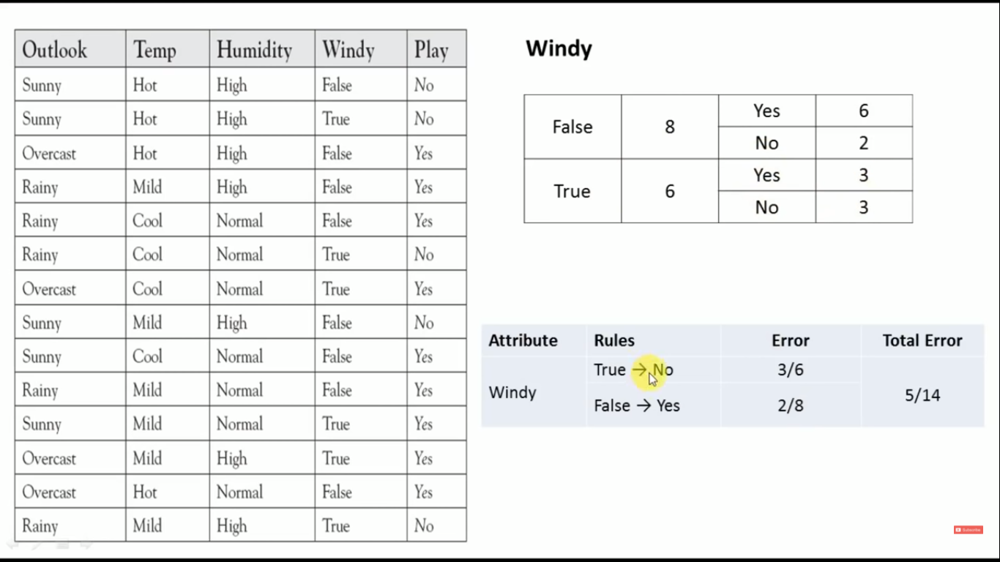 Outlook Temp Humidity Windy Play
Sunny Hot High False No
Sunny Hot High True No
Overcast Hot High False Yes
Rainy Mild High False Yes
Rainy Cool Normal False Yes
Rainy Cool Normal True No
Overcast Cool Normal True Yes
Sunny Mild High False No
Sunny Cool Normal False Yes
Rainy Mild Normal False Yes
Sunny Mild Normal True Yes
Overcast Mild High True Yes
Overcast Hot Normal False Yes
Rainy Mild High True No
Windy
False 8 Yes 6
No 2
True 6 Yes 3
No 3
Attribute Rules Error Total Error
Windy True → No 3/6 5/14
False → Yes 2/8
Subscribe